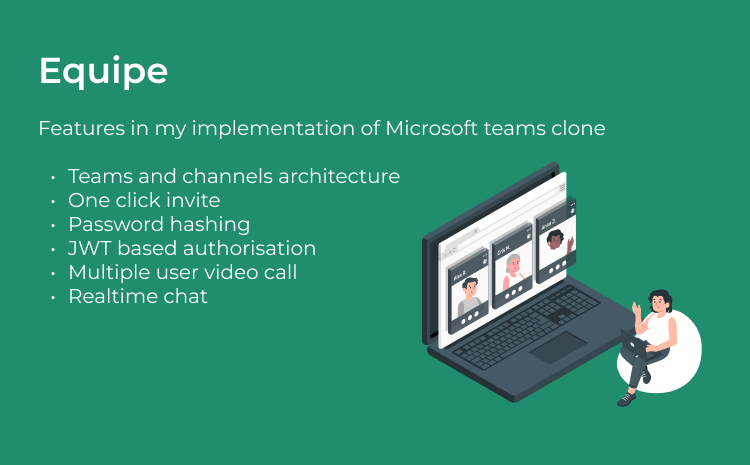 Equipe
Features in my implementation of Microsoft teams clone
• Teams and channels architecture
• One click invite
• Password hashing
• JWT based authorisation
• Multiple user video call
• Realtime chat